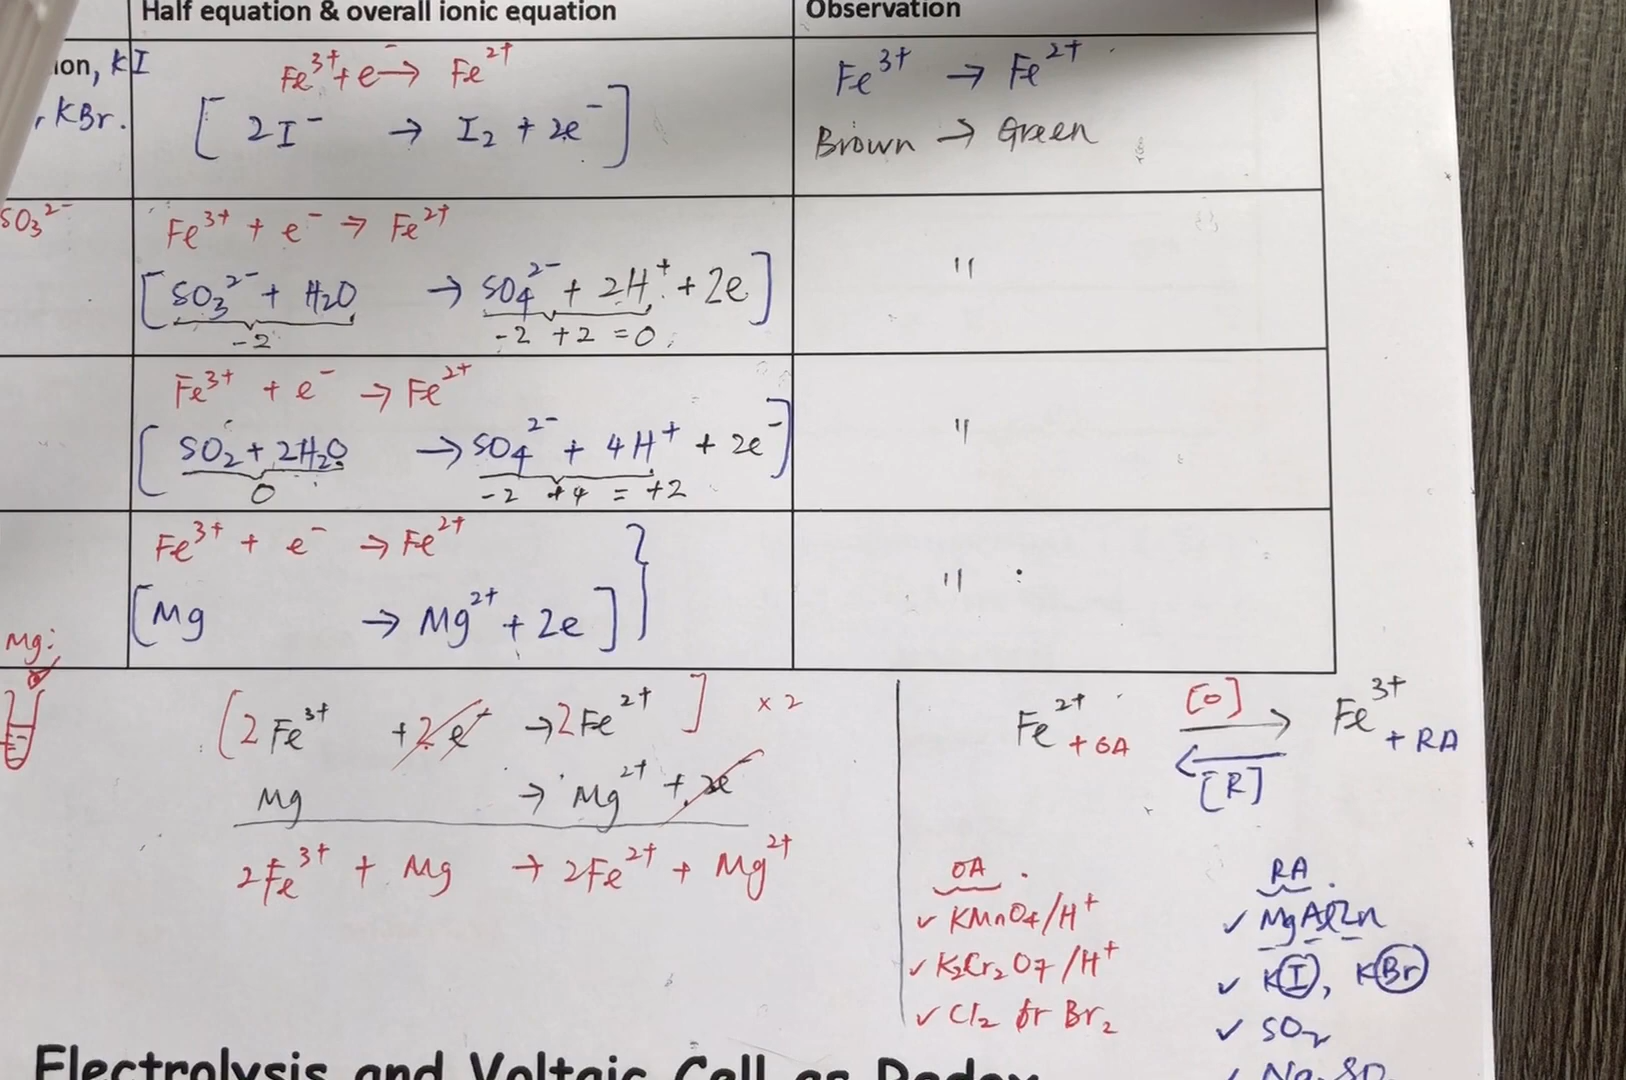 Half equation & overall ionic equation
Observation
ion, KI
, KBr.
Fe³⁺ + e⁻ → Fe²⁺
[ 2I⁻ → I₂ + 2e⁻ ]
Fe³⁺ → Fe²⁺
Brown → Green
SO₃²⁻
Fe³⁺ + e⁻ → Fe²⁺
[ SO₃²⁻ + H₂O → SO₄²⁻ + 2H⁺ + 2e ]
-2 -2 +2 = 0
"
Fe³⁺ + e⁻ → Fe²⁺
[ SO₂ + 2H₂O → SO₄²⁻ + 4H⁺ + 2e⁻ ]
0 -2 +4 = +2
"
Fe³⁺ + e⁻ → Fe²⁺
[ Mg → Mg²⁺ + 2e ] }
"
Mg:
[ 2Fe³⁺ + 2e⁻ → 2Fe²⁺ ] × 2
Mg → Mg²⁺ + 2e⁻
2Fe³⁺ + Mg → 2Fe²⁺ + Mg²⁺
[O]
Fe²⁺ + OA ⇌ Fe³⁺ + RA
[R]
OA
✓ KMnO₄/H⁺
✓ K₂Cr₂O₇/H⁺
✓ Cl₂ or Br₂
RA
✓ MgAlZn
✓ KI, KBr
✓ SO₂
Electrolysis and Voltaic Cell as Redox